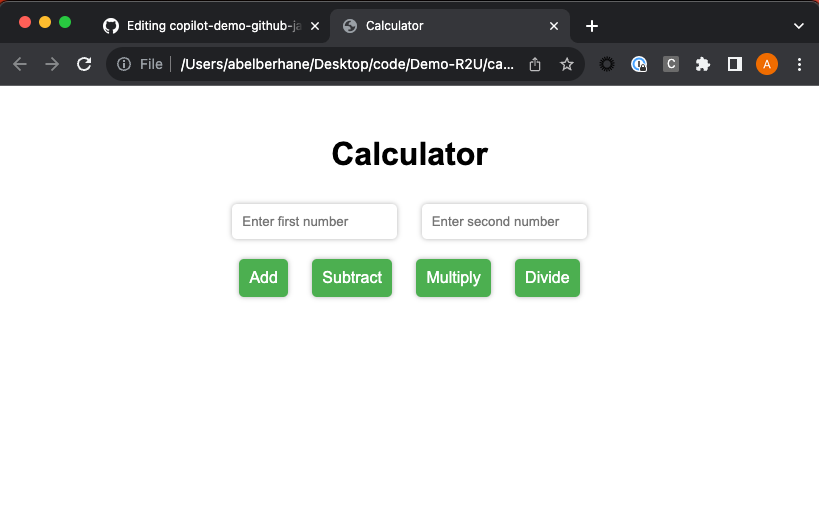 Editing copilot-demo-github-ja
Calculator
File /Users/abelberhane/Desktop/code/Demo-R2U/ca...
C
A
Calculator
Enter first number Enter second number
Add Subtract Multiply Divide